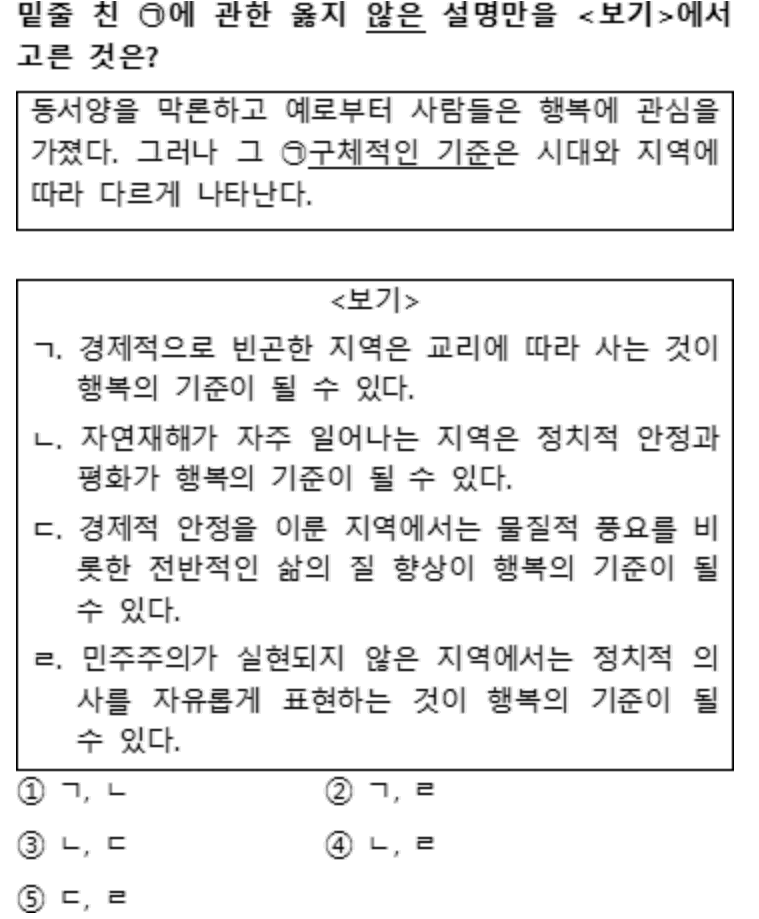 밑줄 친 ㉠에 관한 옳지 않은 설명만을 <보기>에서
고른 것은?
동서양을 막론하고 예로부터 사람들은 행복에 관심을
가졌다. 그러나 그 ㉠구체적인 기준은 시대와 지역에
따라 다르게 나타난다.
<보기>
ㄱ. 경제적으로 빈곤한 지역은 교리에 따라 사는 것이
행복의 기준이 될 수 있다.
ㄴ. 자연재해가 자주 일어나는 지역은 정치적 안정과
평화가 행복의 기준이 될 수 있다.
ㄷ. 경제적 안정을 이룬 지역에서는 물질적 풍요를 비
롯한 전반적인 삶의 질 향상이 행복의 기준이 될
수 있다.
ㄹ. 민주주의가 실현되지 않은 지역에서는 정치적 의
사를 자유롭게 표현하는 것이 행복의 기준이 될
수 있다.
① ㄱ, ㄴ ② ㄱ, ㄹ
③ ㄴ, ㄷ ④ ㄴ, ㄹ
⑤ ㄷ, ㄹ